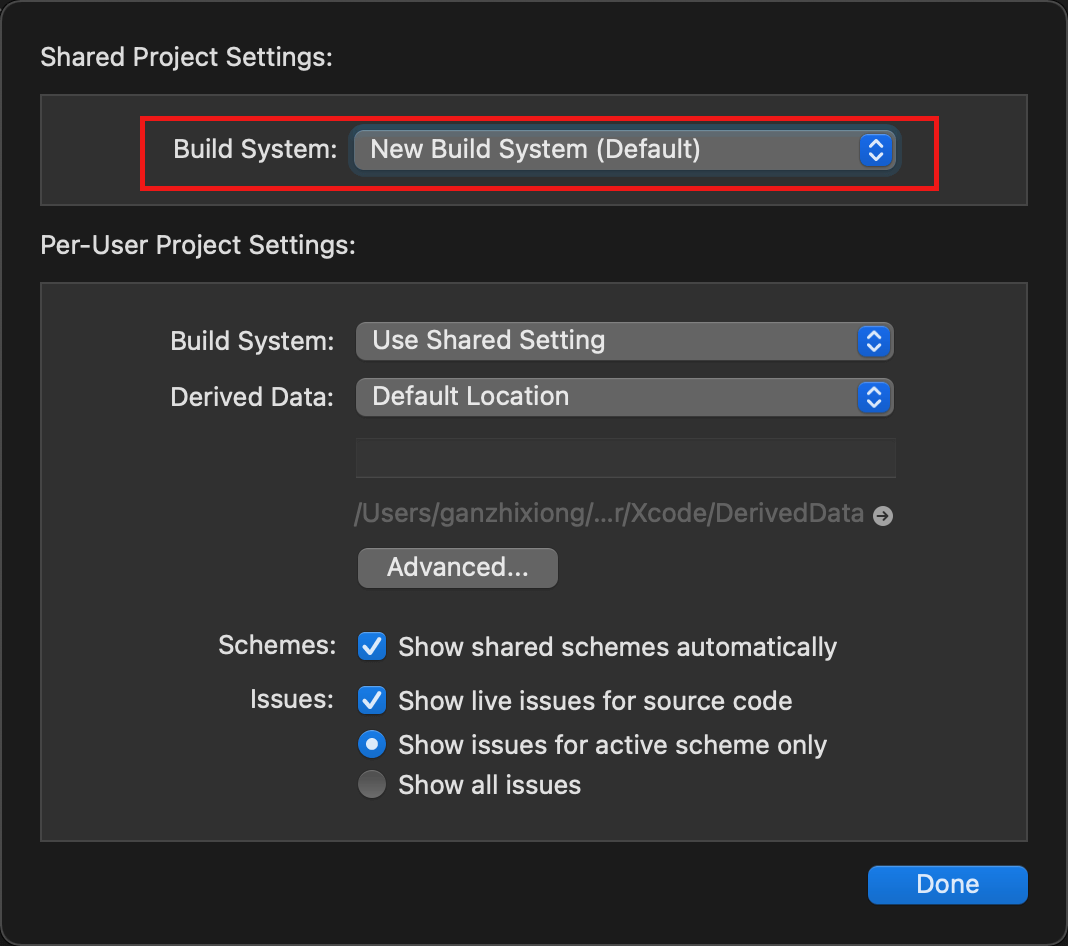 Shared Project Settings:
Build System: New Build System (Default)
Per-User Project Settings:
Build System: Use Shared Setting
Derived Data: Default Location
/Users/ganzhixiong/...r/Xcode/DerivedData
Advanced...
Schemes: Show shared schemes automatically
Issues: Show live issues for source code
Show issues for active scheme only
Show all issues
Done